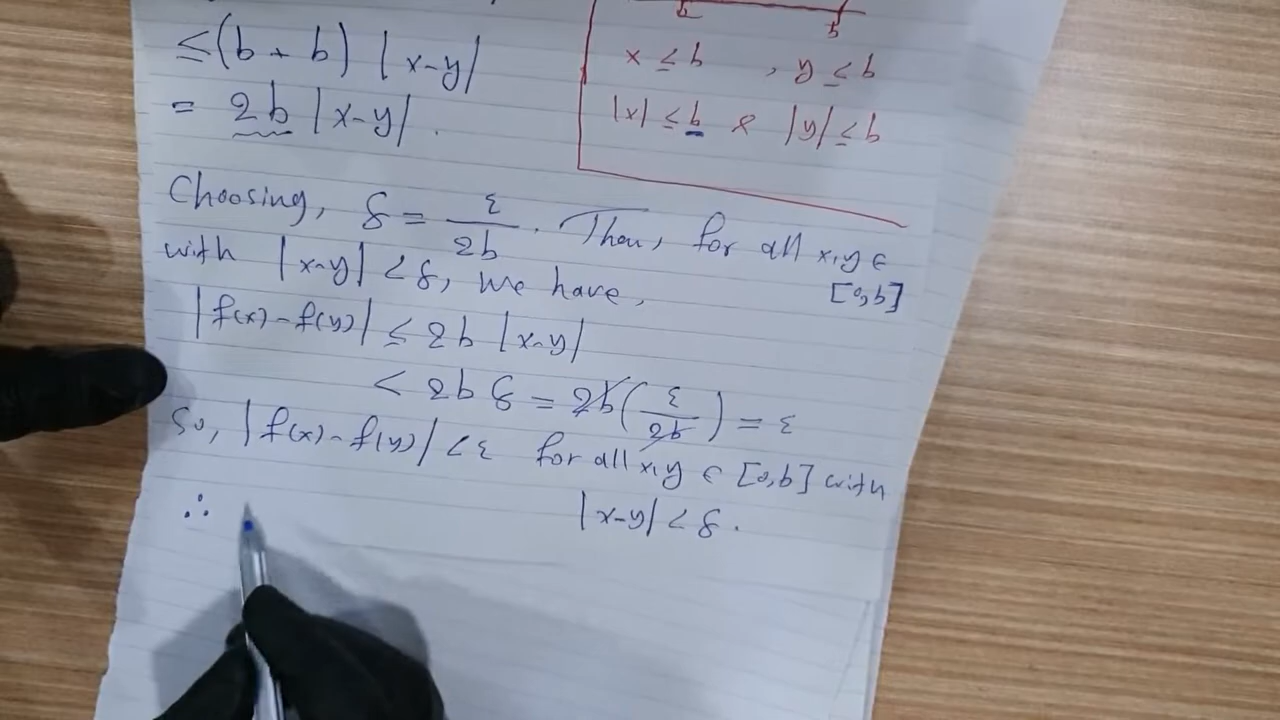 ≤ (b + b) |x-y|
= 2b |x-y|.
x ≤ b, y ≤ b
|x| ≤ b & |y| ≤ b
Choosing, δ = ε/2b. Then, for all x,y ∈ [0,b]
with |x-y| < δ, we have,
|f(x) - f(y)| ≤ 2b |x-y|
< 2b δ = 2b (ε/2b) = ε
So, |f(x) - f(y)| < ε for all x,y ∈ [0,b] with
|x-y| < δ.
∴